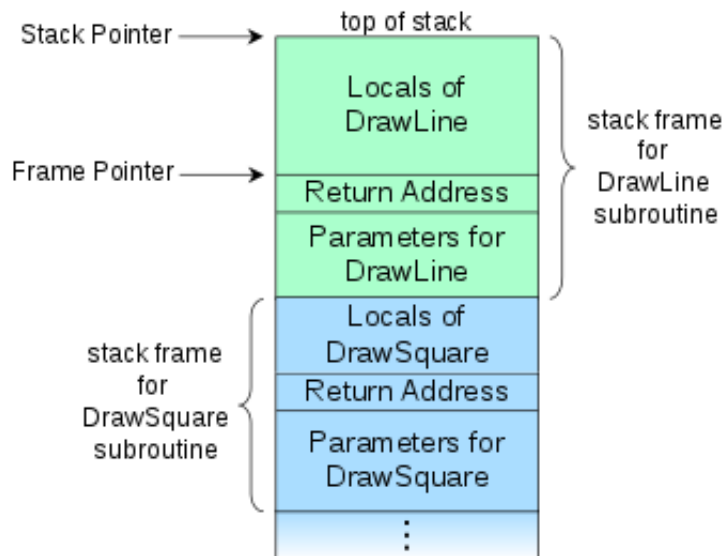 top of stack
Stack Pointer
Locals of
DrawLine
stack frame
for
DrawLine
subroutine
Frame Pointer
Return Address
Parameters for
DrawLine
Locals of
DrawSquare
stack frame
for
DrawSquare
subroutine
Return Address
Parameters for
DrawSquare